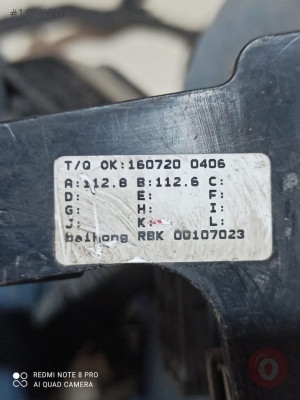 T/Q OK:160720 0406
A:112.8 B:112.6 C:
D: E: F:
G: H: I:
J: K: L:
baihong RBK 00107023
REDMI NOTE 8 PRO
AI QUAD CAMERA